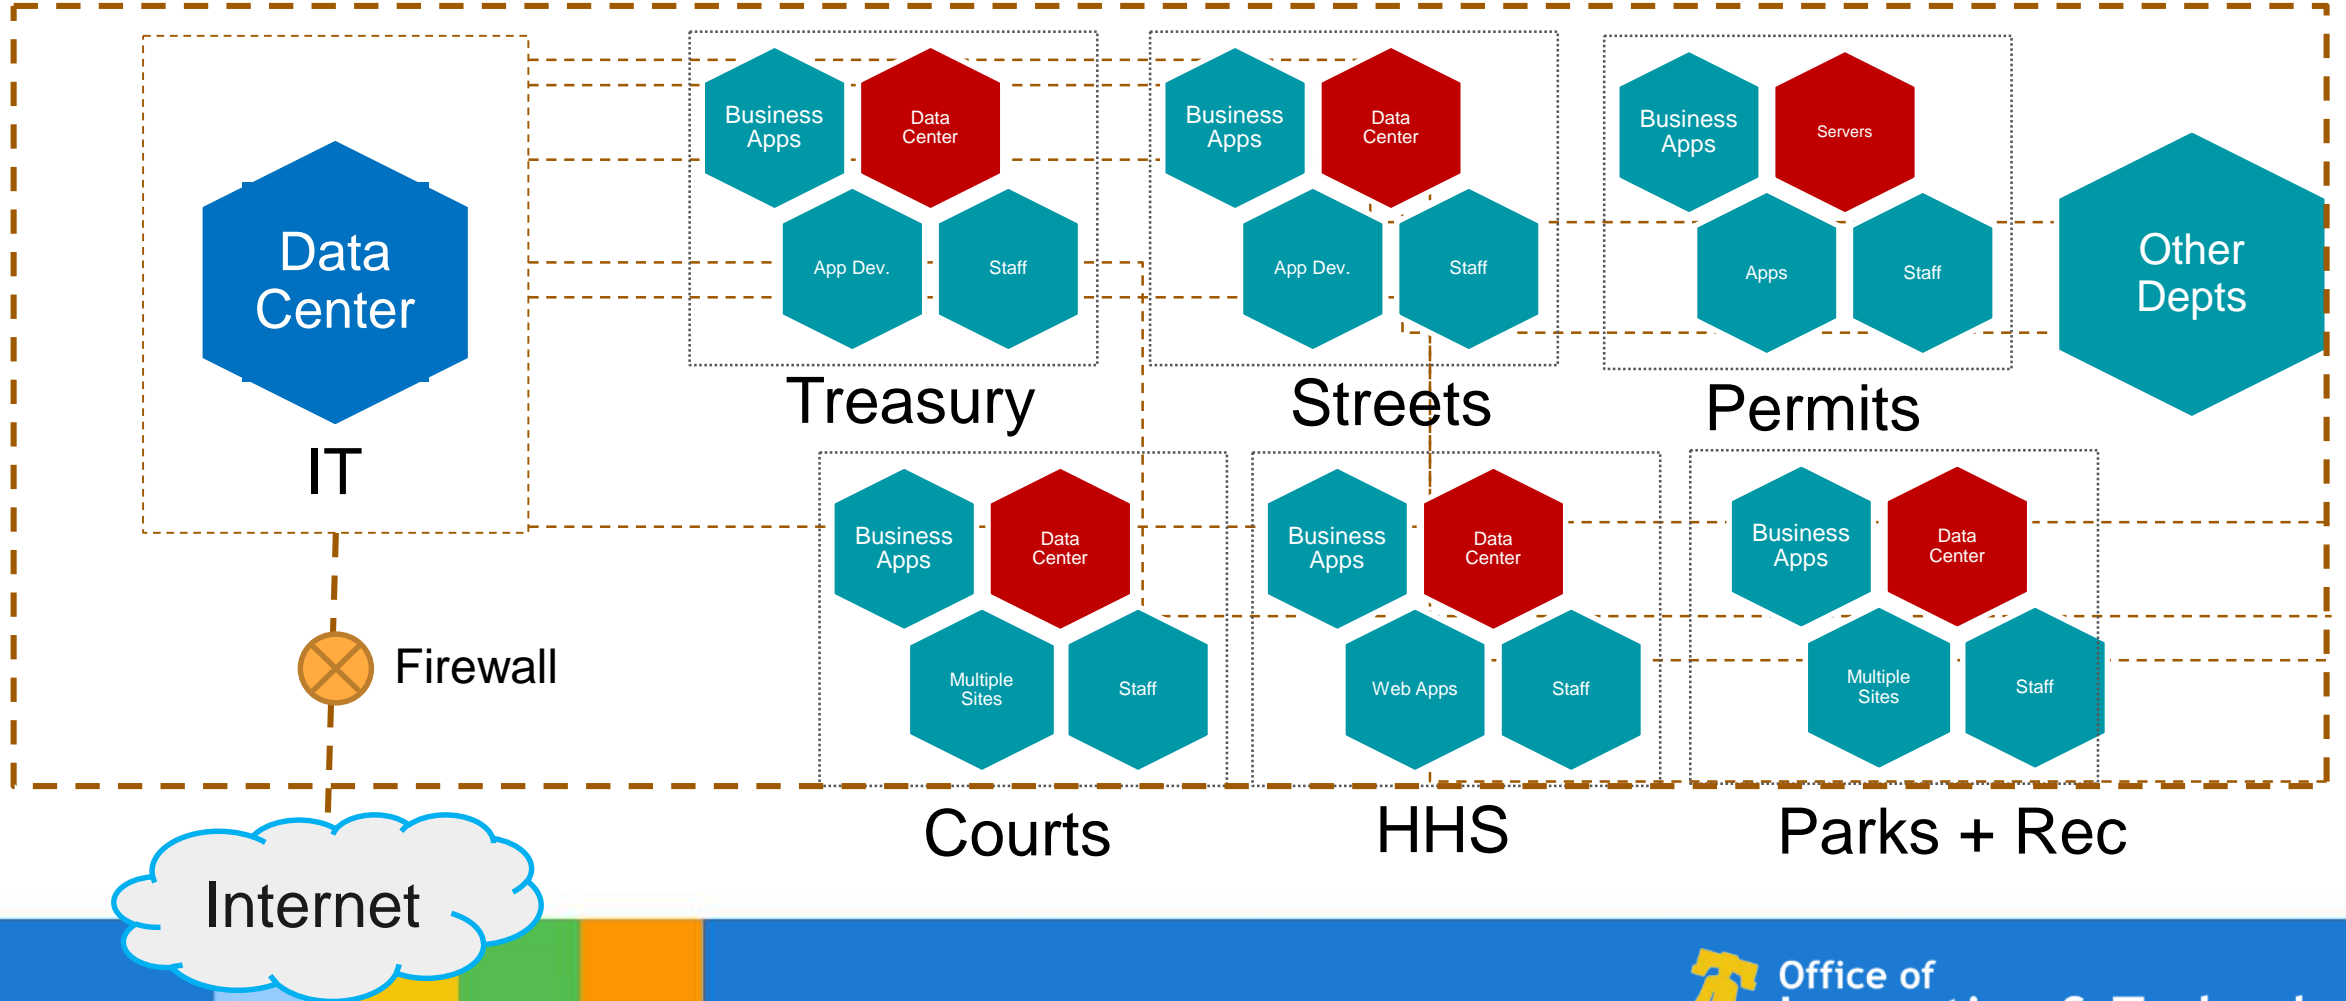 Data
Center
IT
Firewall
Internet
Business
Apps
Data
Center
App Dev.
Staff
Treasury
Business
Apps
Data
Center
App Dev.
Staff
Streets
Business
Apps
Servers
Apps
Staff
Permits
Other
Depts
Business
Apps
Data
Center
Multiple
Sites
Staff
Courts
Business
Apps
Data
Center
Web Apps
Staff
HHS
Business
Apps
Data
Center
Multiple
Sites
Staff
Parks + Rec
Office of